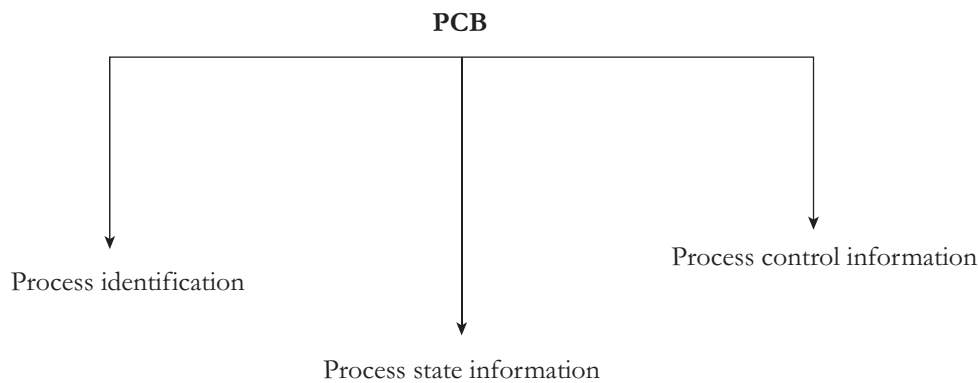 PCB
Process identification
Process state information
Process control information